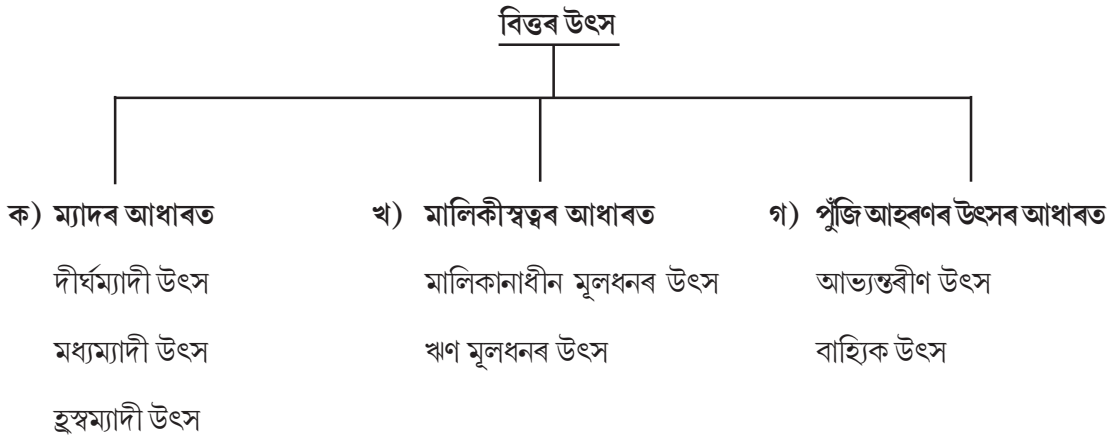 বিত্তৰ উৎস
ক) ম্যাদৰ আধাৰত
দীৰ্ঘম্যাদী উৎস
মধ্যম্যাদী উৎস
হ্ৰস্বম্যাদী উৎস
খ) মালিকীস্বত্বৰ আধাৰত
মালিকানাধীন মূলধনৰ উৎস
ঋণ মূলধনৰ উৎস
গ) পুঁজি আহৰণৰ উৎসৰ আধাৰত
আভ্যন্তৰীণ উৎস
বাহ্যিক উৎস